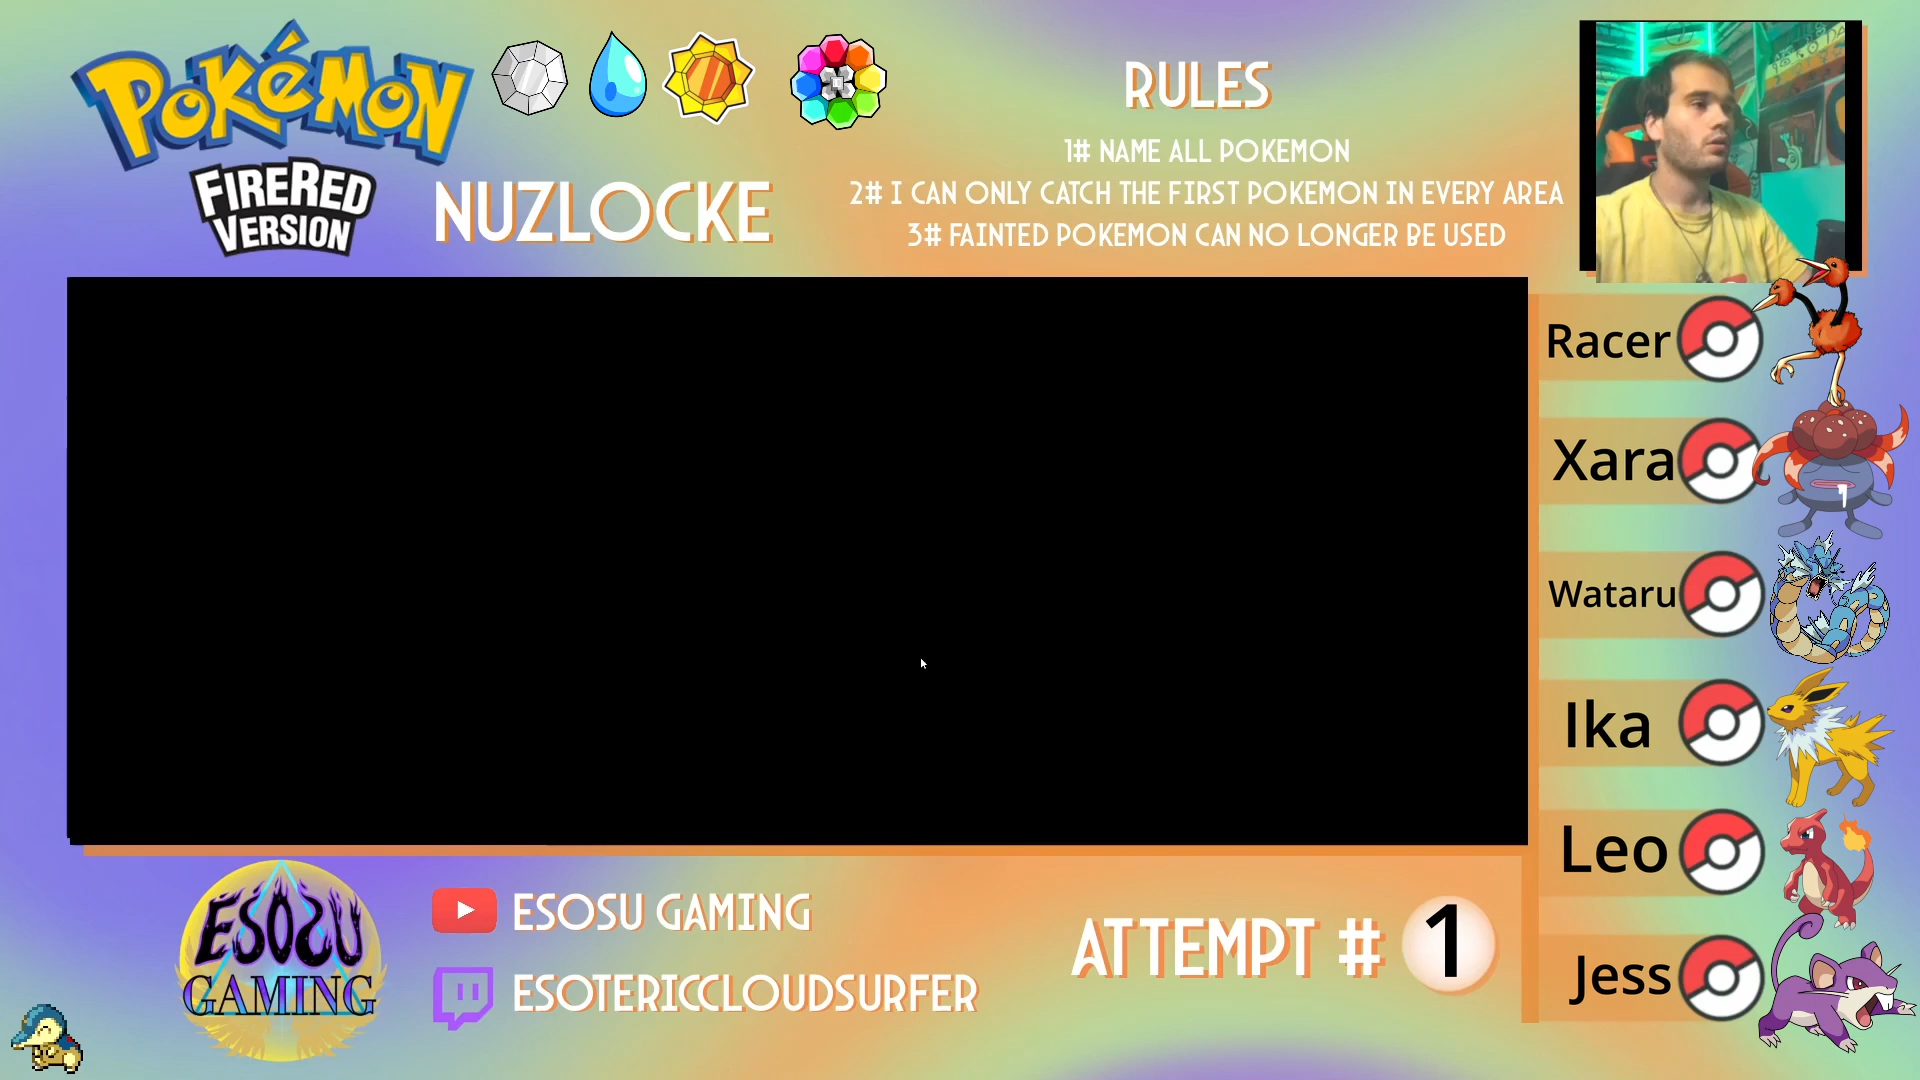 POKÉMON
FIRERED
VERSION
NUZLOCKE
RULES
1# NAME ALL POKEMON
2# I CAN ONLY CATCH THE FIRST POKEMON IN EVERY AREA
3# FAINTED POKEMON CAN NO LONGER BE USED
Racer
Xara
Wataru
Ika
Leo
Jess
ESOSU
GAMING
ESOSU GAMING
ESOTERICCLOUDSURFER
ATTEMPT # 1